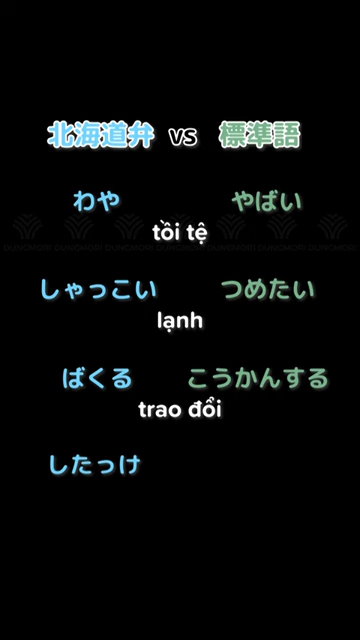 北海道弁 vs 標準語
わや やばい
tồi tệ
しゃっこい つめたい
lạnh
ばくる こうかんする
trao đổi
したっけ